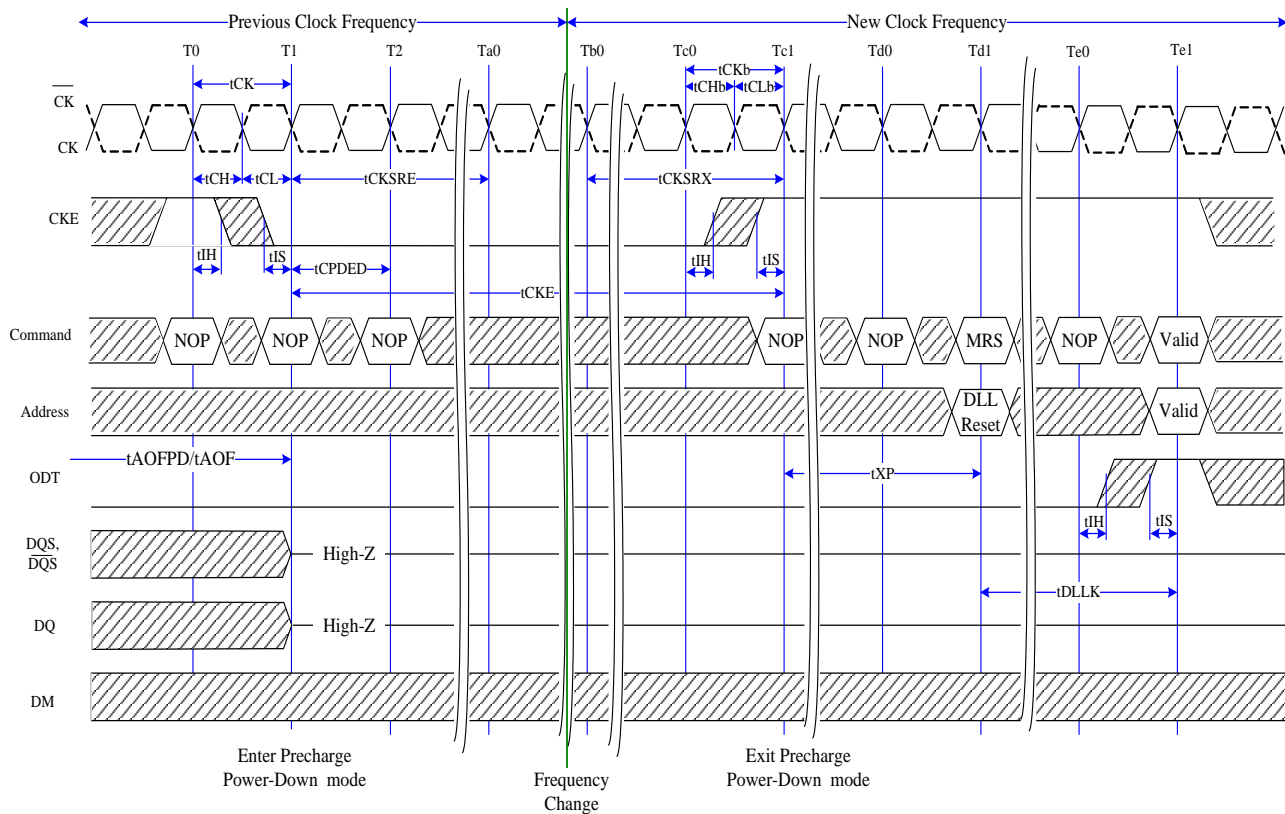 Previous Clock Frequency New Clock Frequency
T0 T1 T2 Ta0 Tb0 Tc0 Tc1 Td0 Td1 Te0 Te1
tCK tCKb
tCHb tCLb
CK
CK
tCH tCL tCKSRE tCKSRX
CKE
tIH tIS tCPDED tIH tIS
tCKE
Command NOP NOP NOP NOP NOP MRS NOP Valid
Address DLL Reset Valid
tAOFPD/tAOF
ODT tXP
tIH tIS
DQS, DQS High-Z
tDLLK
DQ High-Z
DM
Enter Precharge
Power-Down mode
Frequency
Change
Exit Precharge
Power-Down mode